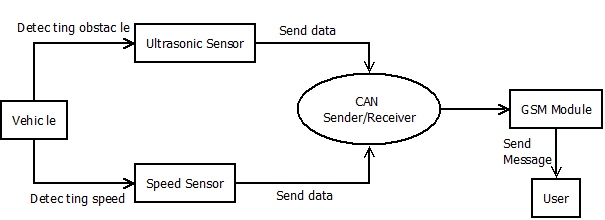 Detecting obstacle
Ultrasonic Sensor
Send data
Vehicle
CAN
Sender/Receiver
GSM Module
Send
Message
Detecting speed
Speed Sensor
Send data
User